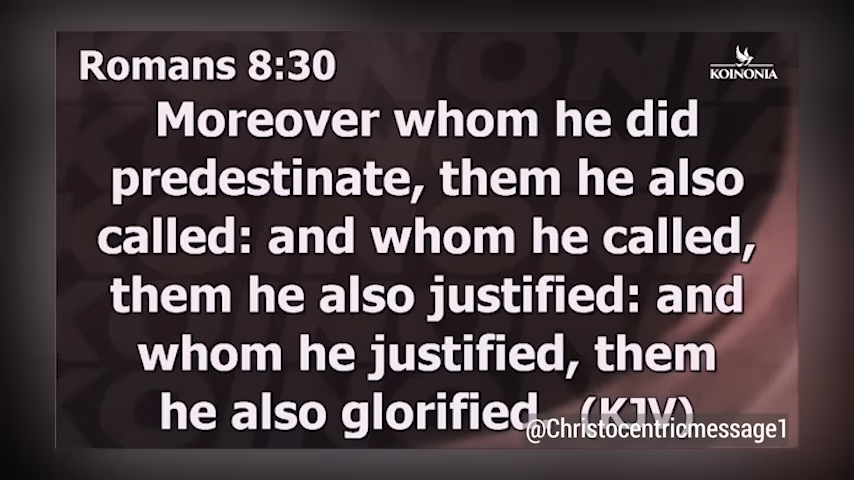 Romans 8:30
KOINONIA
Moreover whom he did
predestinate, them he also
called: and whom he called,
them he also justified: and
whom he justified, them
he also glorified. (KJV)
@Christocentricmessage1